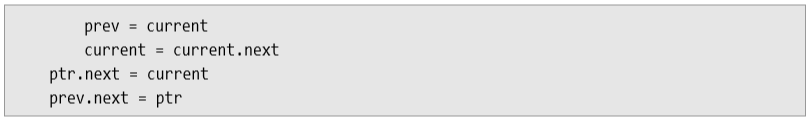 prev = current
        current = current.next
    ptr.next = current
    prev.next = ptr